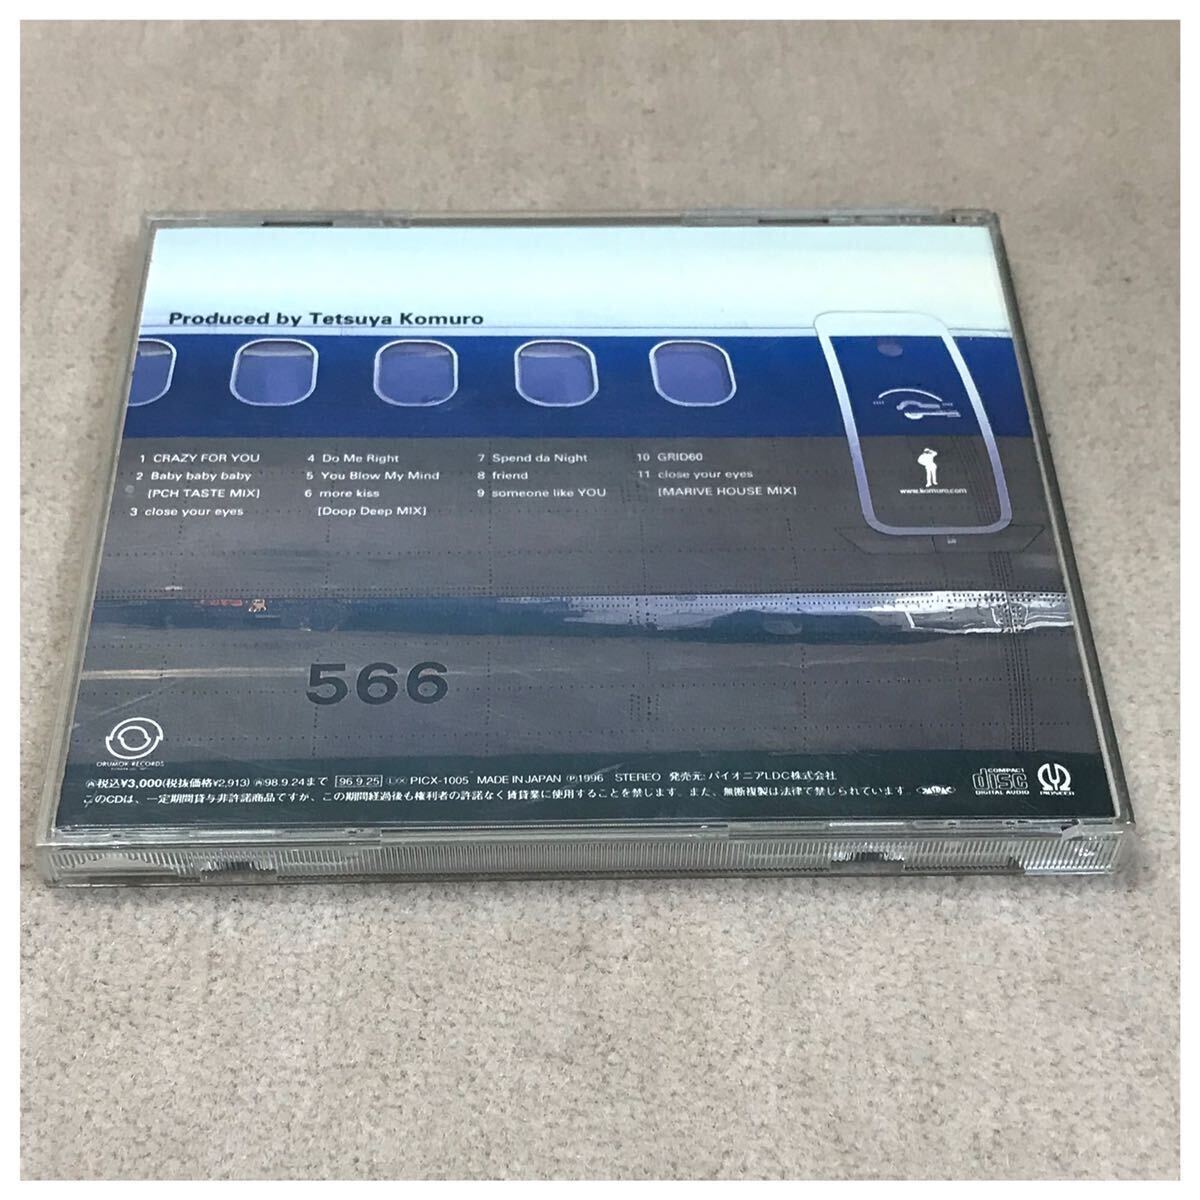 Produced by Tetsuya Komuro
1 CRAZY FOR YOU
2 Baby baby baby
[PCH TASTE MIX]
3 close your eyes
4 Do Me Right
5 You Blow My Mind
6 more kiss
[Doop Deep MIX]
7 Spend da Night
8 friend
9 someone like YOU
10 GRID60
11 close your eyes
[MARIVE HOUSE MIX]
www.komuro.com
566
ORUMOK RECORDS
税込¥3,000(税抜価格¥2,913) 98.9.24まで 96.9.25 PICX-1005 MADE IN JAPAN Ⓟ1996 STEREO 発売元: パイオニアLDC株式会社
このCDは、一定期間貸与非許諾商品ですが、この期間経過後も権利者の許諾なく賃貸業に使用することを禁じます。また、無断複製は法律で禁じられています。
COMPACT
disc
DIGITAL AUDIO
PIONEER